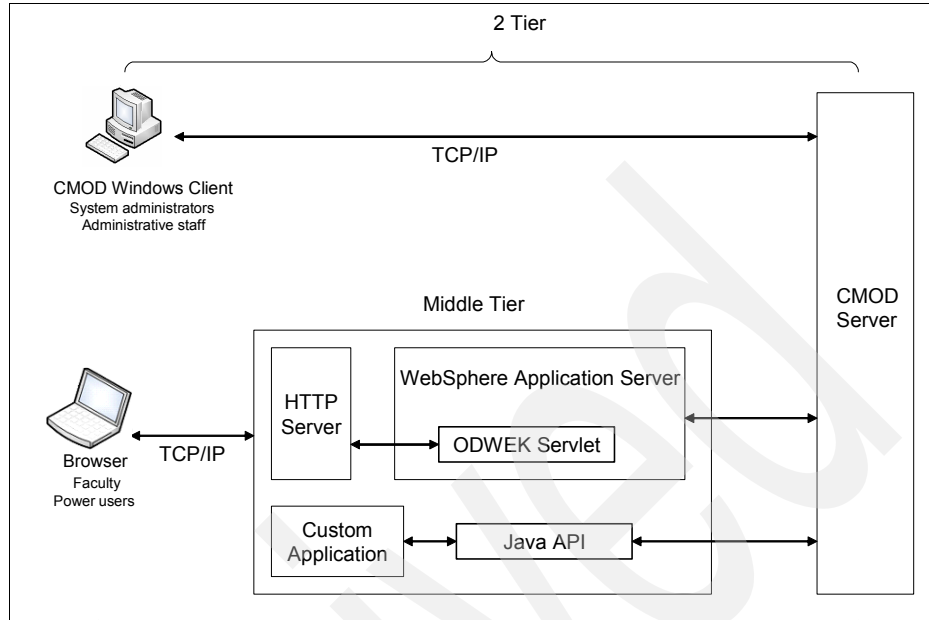 2 Tier
TCP/IP
CMOD Windows Client
System administrators
Administrative staff
CMOD
Server
Middle Tier
HTTP
Server
WebSphere Application Server
ODWEK Servlet
TCP/IP
Browser
Faculty
Power users
Custom
Application
Java API